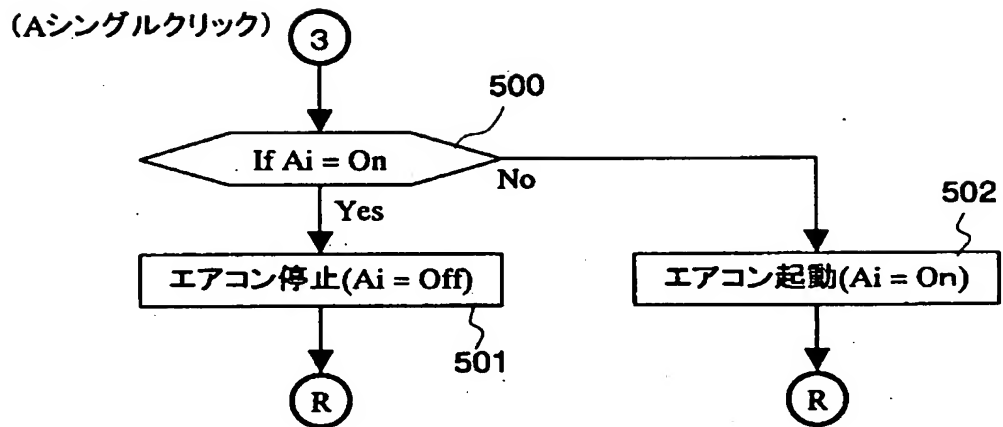 (Aシングルクリック)
3
500
If Ai = On
No
Yes
502
エアコン停止(Ai = Off)
エアコン起動(Ai = On)
501
R
R